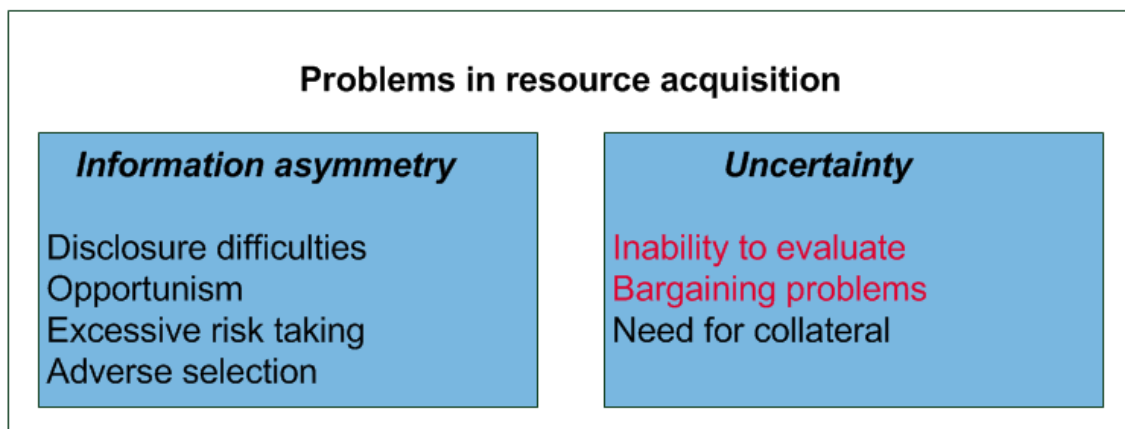 Problems in resource acquisition
Information asymmetry
Disclosure difficulties
Opportunism
Excessive risk taking
Adverse selection
Uncertainty
Inability to evaluate
Bargaining problems
Need for collateral